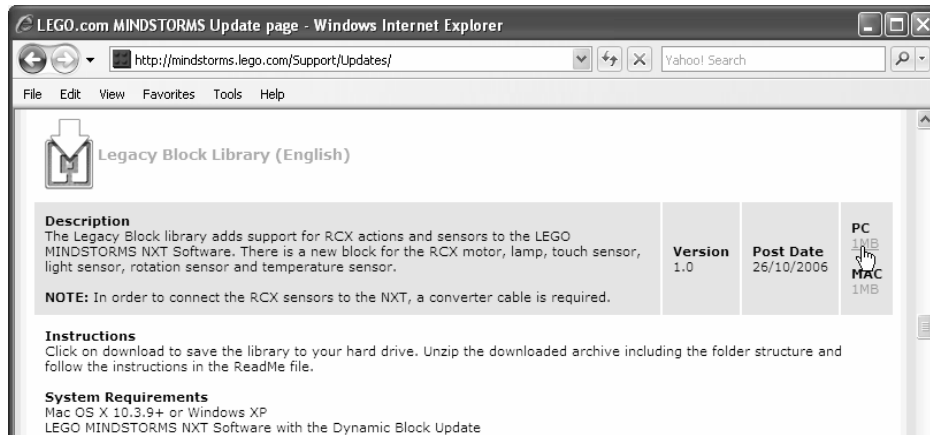 LEGO.com MINDSTORMS Update page - Windows Internet Explorer
http://mindstorms.lego.com/Support/Updates/
Yahoo! Search
File Edit View Favorites Tools Help
Legacy Block Library (English)
Description
The Legacy Block library adds support for RCX actions and sensors to the LEGO
MINDSTORMS NXT Software. There is a new block for the RCX motor, lamp, touch sensor,
light sensor, rotation sensor and temperature sensor.
NOTE: In order to connect the RCX sensors to the NXT, a converter cable is required.
Version
1.0
Post Date
26/10/2006
PC
1MB
MAC
1MB
Instructions
Click on download to save the library to your hard drive. Unzip the downloaded archive including the folder structure and
follow the instructions in the ReadMe file.
System Requirements
Mac OS X 10.3.9+ or Windows XP
LEGO MINDSTORMS NXT Software with the Dynamic Block Update